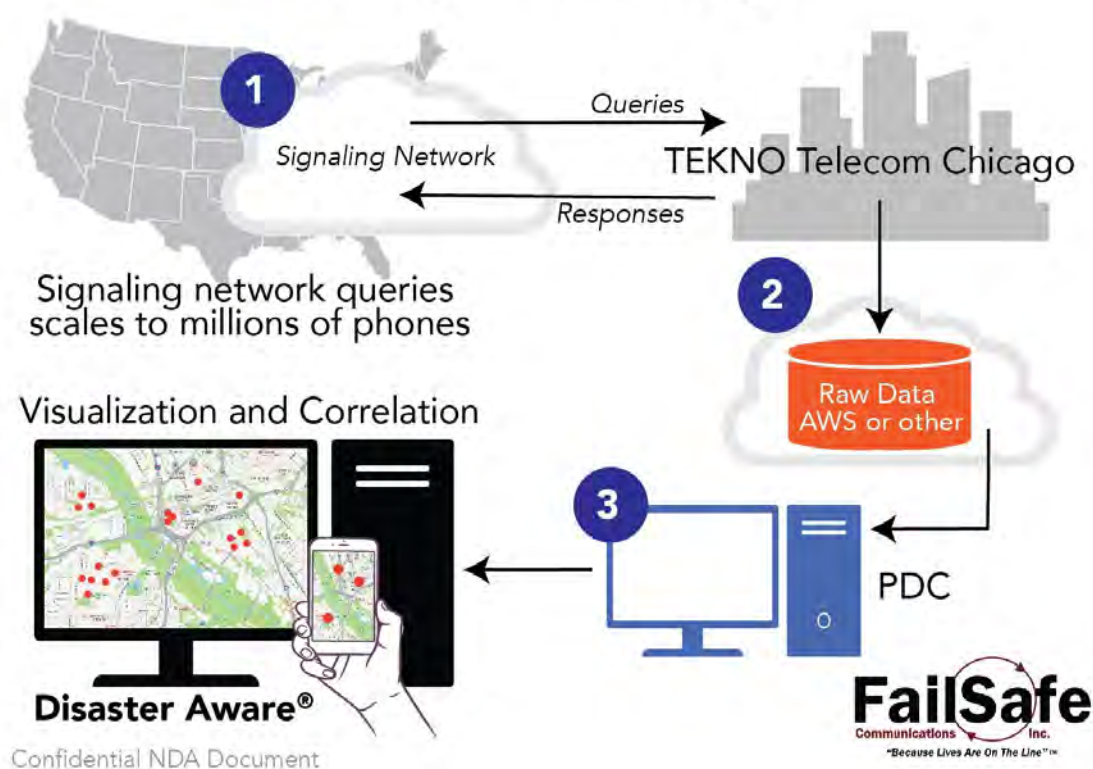 1
Queries
Signaling Network
TEKNO Telecom Chicago
Responses
Signaling network queries
scales to millions of phones
2
Raw Data
AWS or other
Visualization and Correlation
3
PDC
Disaster Aware®
FailSafe
Communications Inc.
"Because Lives Are On The Line"™
Confidential NDA Document